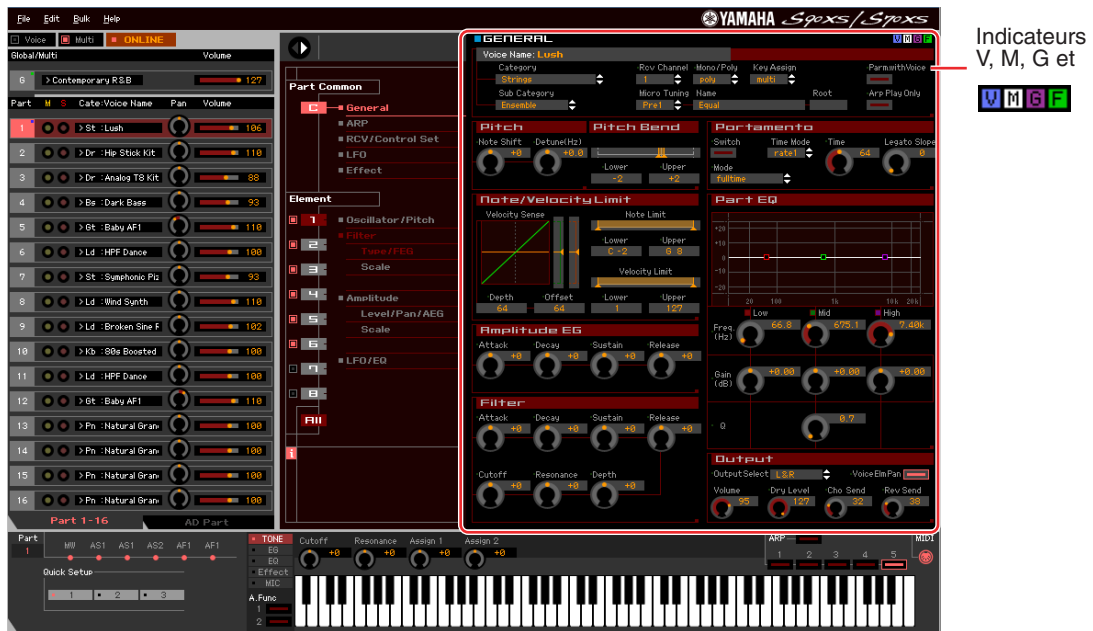 File Edit Bulk Help
YAMAHA S90XS/S70XS
Voice Multi ONLINE
Global/Multi Volume
G >Contemporary R&B 127
Part M S Cate:Voice Name Pan Volume
1 >St :Lush 106
2 >Dr :Hip Stick Kit 110
3 >Dr :Analog T8 Kit 88
4 >Bs :Dark Bass 93
5 >Gt :Baby AF1 110
6 >Ld :HPF Dance 100
7 >St :Symphonic Piz 93
8 >Ld :Wind Synth 110
9 >Ld :Broken Sine F 102
10 >Kb :80s Boosted 100
11 >Ld :HPF Dance 100
12 >Gt :Baby AF1 110
13 >Pn :Natural Gran 100
14 >Pn :Natural Gran 100
15 >Pn :Natural Gran 100
16 >Pn :Natural Gran 100
Part 1-16 AD Part
Part Common
C General
ARP
RCV/Control Set
LFO
Effect
Element
1 Oscillator/Pitch
Filter
2 Type/FEG
3 Scale
4 Amplitude
5 Level/Pan/AEG
Scale
6
7 LFO/EQ
8
All
i
GENERAL V M G F
Voice Name: Lush
Category Rcv Channel Mono/Poly Key Assign ParmwithVoice
Strings 1 poly multi
Sub Category Micro Tuning Name Root Arp Play Only
Ensemble Pre1 Equal
Pitch
Note Shift Detune(Hz)
+0 +0.0
Pitch Bend
Lower Upper
-2 +2
Portamento
Switch Time Mode Time Legato Slope
rate1 64 0
Mode
fulltime
Note/Velocity Limit
Velocity Sense Note Limit
Lower Upper
C -2 G 8
Velocity Limit
Depth Offset Lower Upper
64 64 1 127
Part EQ
+20
+10
0
-10
-20
20 100 1k 10k 20k
Low Mid High
Freq. (Hz) 66.8 675.1 7.40k
Gain (dB) +0.00 +0.00 +0.00
Q 0.7
Amplitude EG
Attack Decay Sustain Release
+0 +0 +0 +0
Filter
Attack Decay Sustain Release
+0 +0 +0 +0
Cutoff Resonance Depth
+0 +0 +0
Output
OutputSelect L&R VoiceElmPan
Volume Dry Level Cho Send Rev Send
95 127 32 38
Part
1
MW AS1 AS1 AS2 AF1 AF1
Quick Setup
1 2 3
TONE
EG
EQ
Effect
MIC
A.Func
1
2
Cutoff Resonance Assign 1 Assign 2
+0 +0 +0 +0
ARP MIDI
1 2 3 4 5
Indicateurs
V, M, G et
V M G F